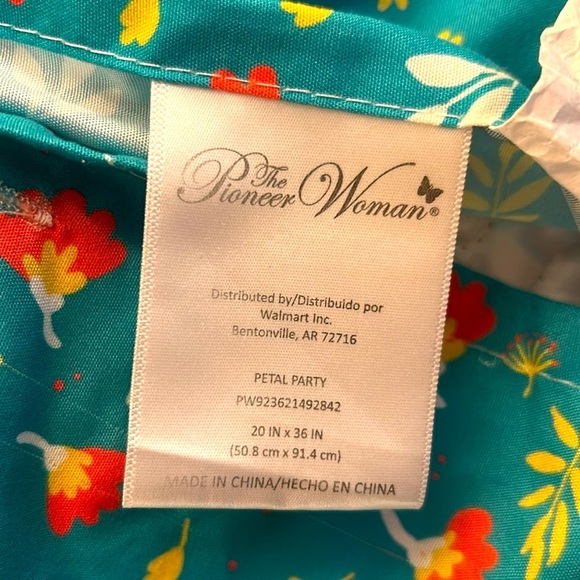 The
Pioneer Woman®
Distributed by/Distribuido por
Walmart Inc.
Bentonville, AR 72716
PETAL PARTY
PW923621492842
20 IN x 36 IN
(50.8 cm x 91.4 cm)
MADE IN CHINA/HECHO EN CHINA